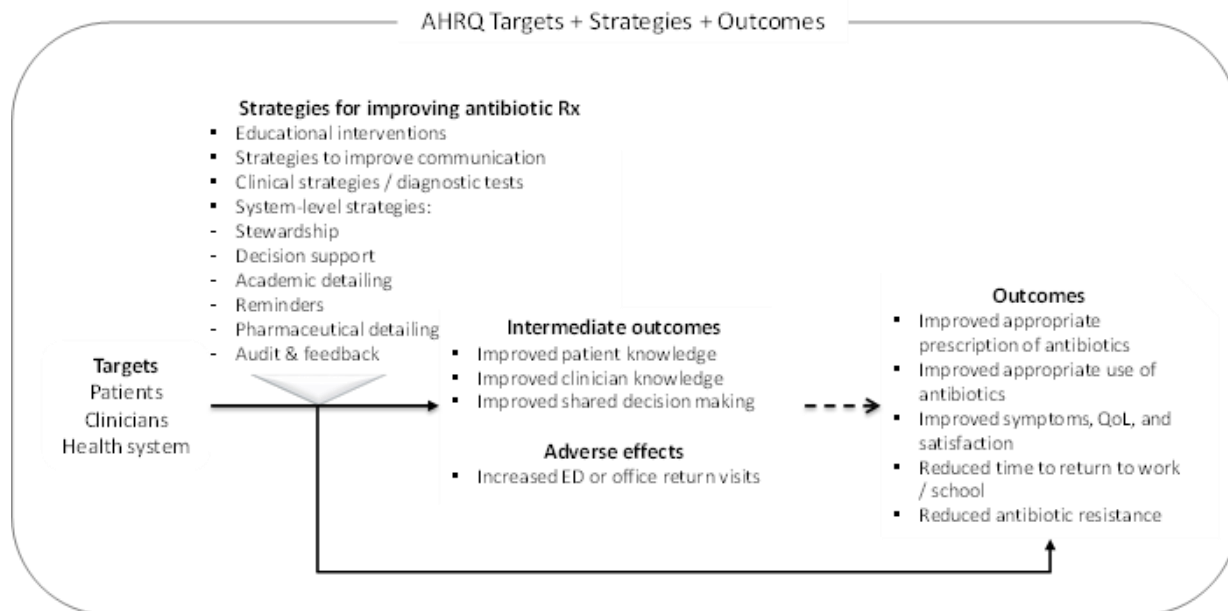 AHRQ Targets + Strategies + Outcomes
Strategies for improving antibiotic Rx
▪ Educational interventions
▪ Strategies to improve communication
▪ Clinical strategies / diagnostic tests
▪ System-level strategies:
- Stewardship
- Decision support
- Academic detailing
- Reminders
- Pharmaceutical detailing
- Audit & feedback
Targets
Patients
Clinicians
Health system
Intermediate outcomes
▪ Improved patient knowledge
▪ Improved clinician knowledge
▪ Improved shared decision making
Adverse effects
▪ Increased ED or office return visits
Outcomes
▪ Improved appropriate
prescription of antibiotics
▪ Improved appropriate use of
antibiotics
▪ Improved symptoms, QoL, and
satisfaction
▪ Reduced time to return to work
/ school
▪ Reduced antibiotic resistance